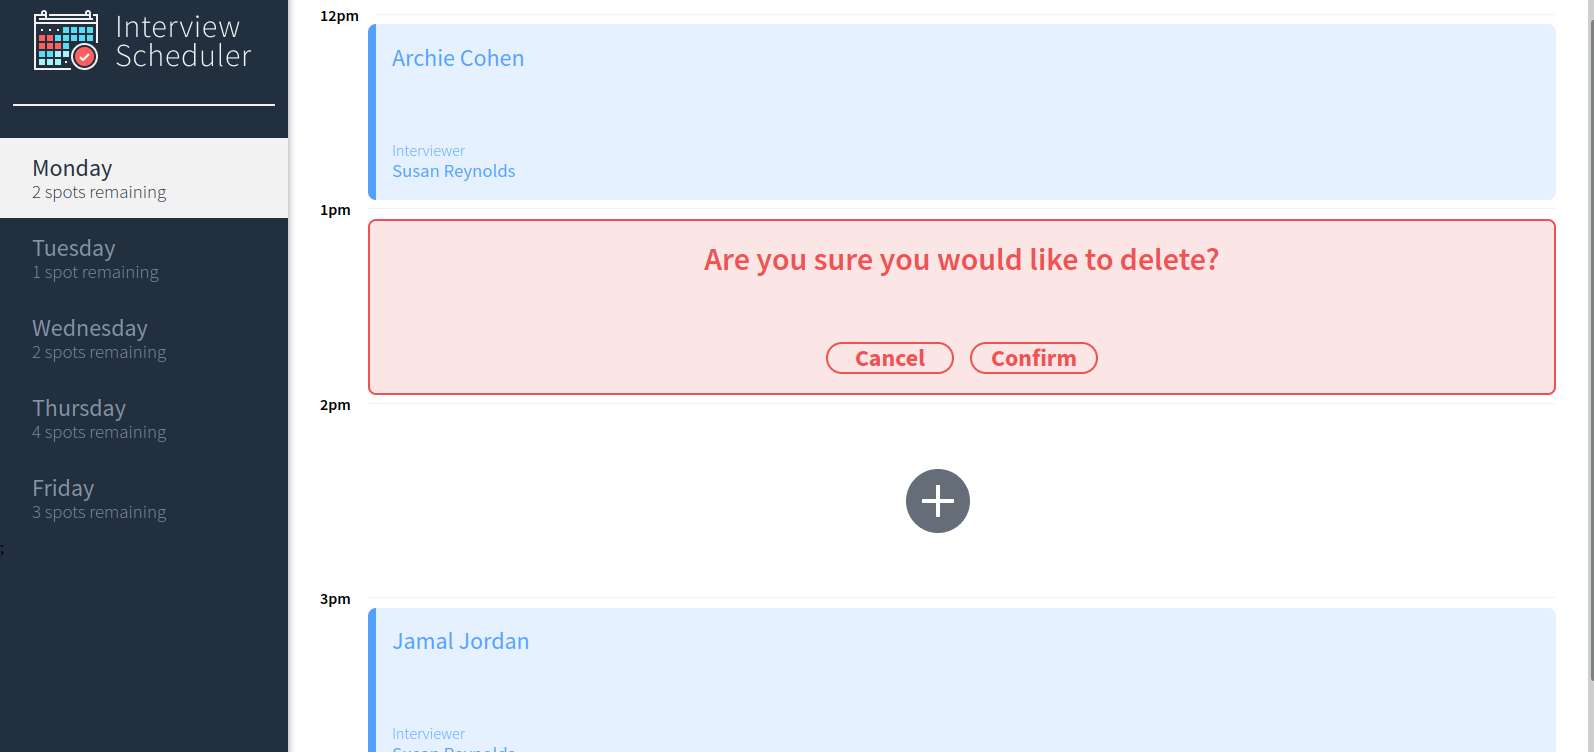 Interview
Scheduler
Monday
2 spots remaining
Tuesday
1 spot remaining
Wednesday
2 spots remaining
Thursday
4 spots remaining
Friday
3 spots remaining
;
12pm
Archie Cohen
Interviewer
Susan Reynolds
1pm
Are you sure you would like to delete?
Cancel Confirm
2pm
3pm
Jamal Jordan
Interviewer
Susan Reynolds